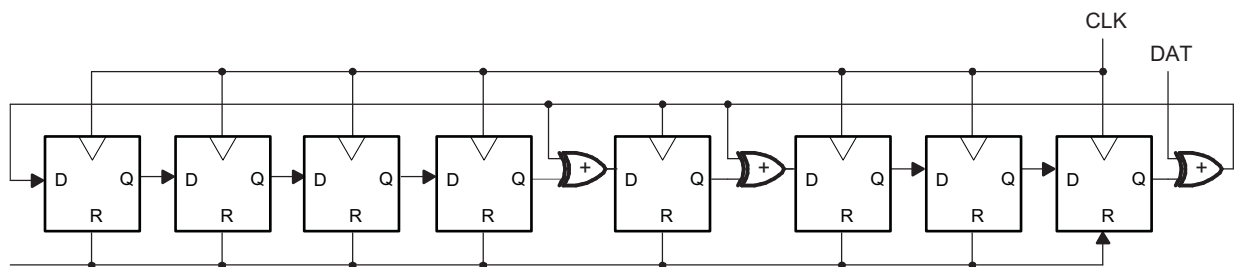 CLK
DAT
D Q D Q D Q D Q + D Q + D Q D Q D Q +
R R R R R R R R